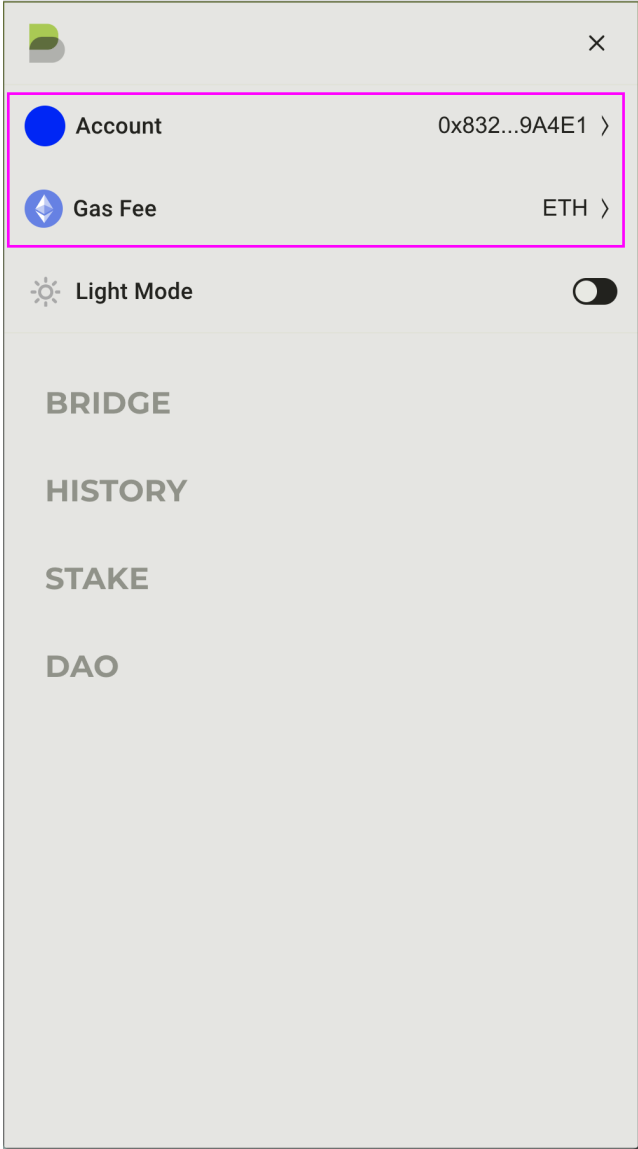 Account 0x832...9A4E1
Gas Fee ETH
Light Mode
BRIDGE
HISTORY
STAKE
DAO